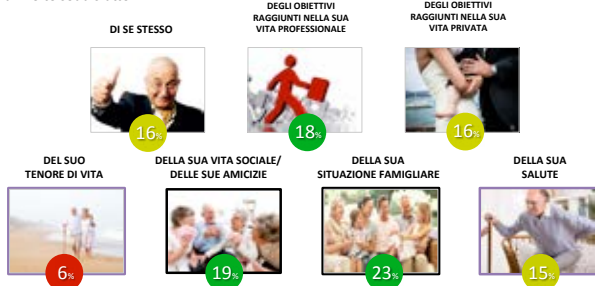 DI SE STESSO
DEGLI OBIETTIVI
RAGGIUNTI NELLA SUA
VITA PROFESSIONALE
DEGLI OBIETTIVI
RAGGIUNTI NELLA SUA
VITA PRIVATA
16%
18%
16%
DEL SUO
TENORE DI VITA
DELLA SUA VITA SOCIALE/
DELLE SUE AMICIZIE
DELLA SUA
SITUAZIONE FAMIGLIARE
DELLA SUA
SALUTE
6%
19%
23%
15%